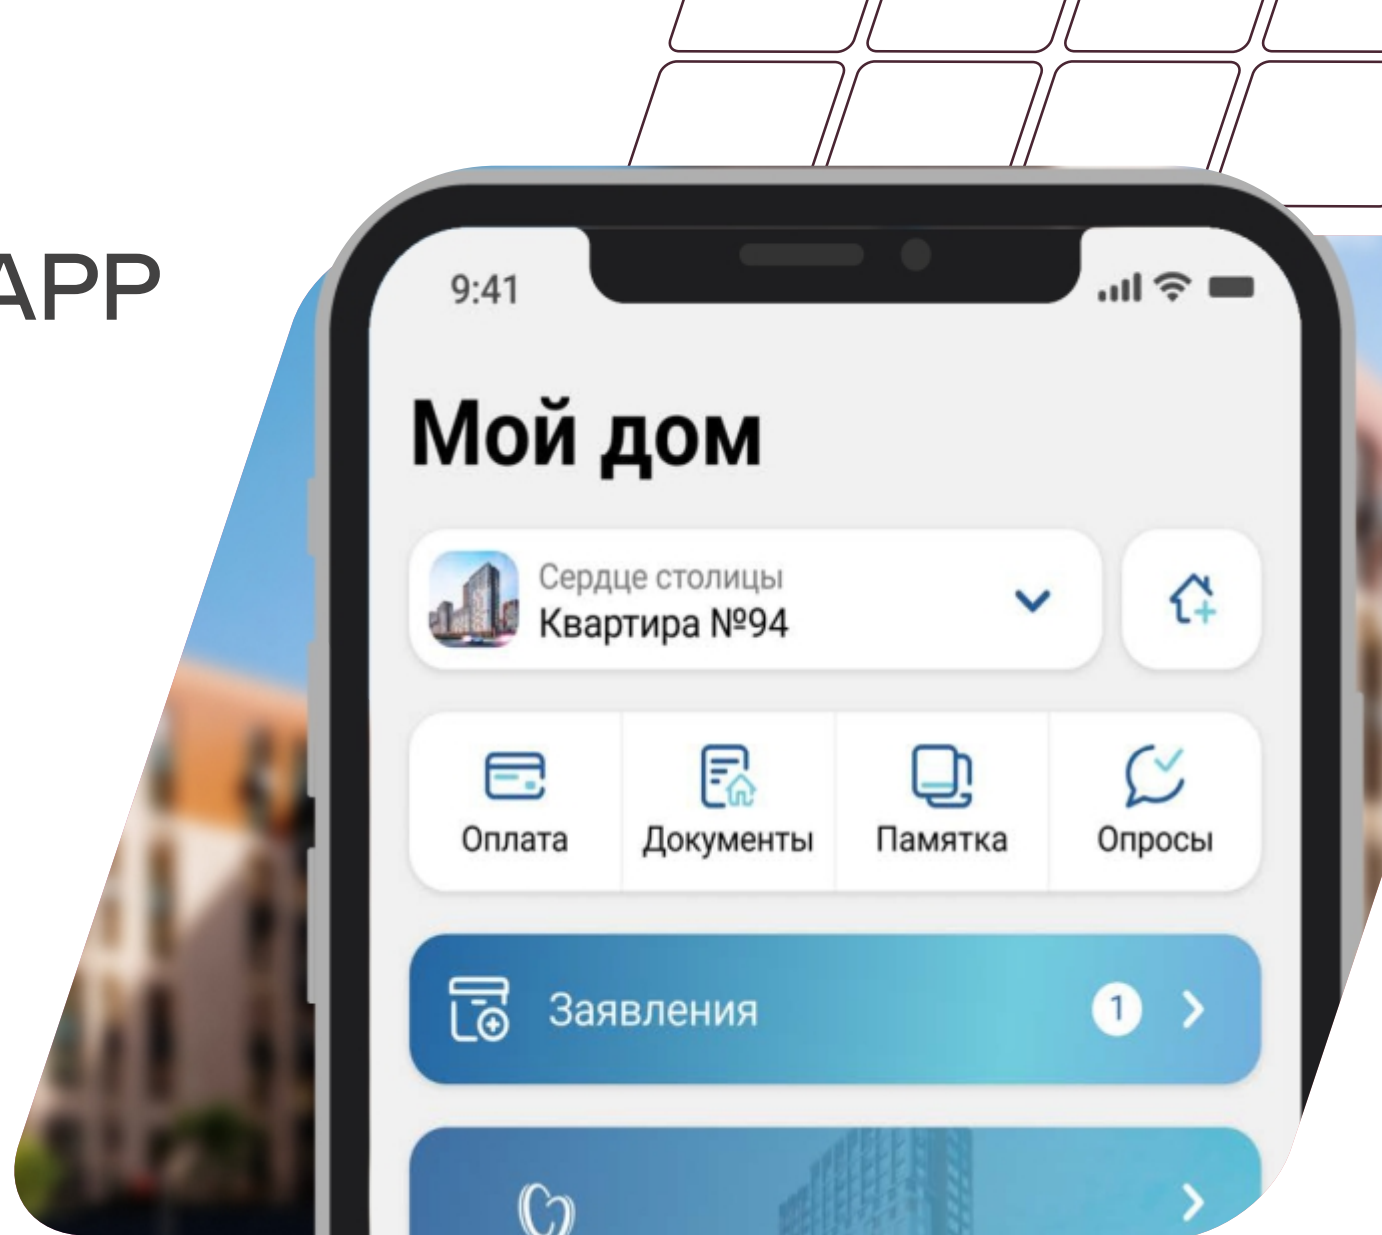 APP
9:41
Мой дом
Сердце столицы
Квартира №94
Оплата
Документы
Памятка
Опросы
Заявления
1